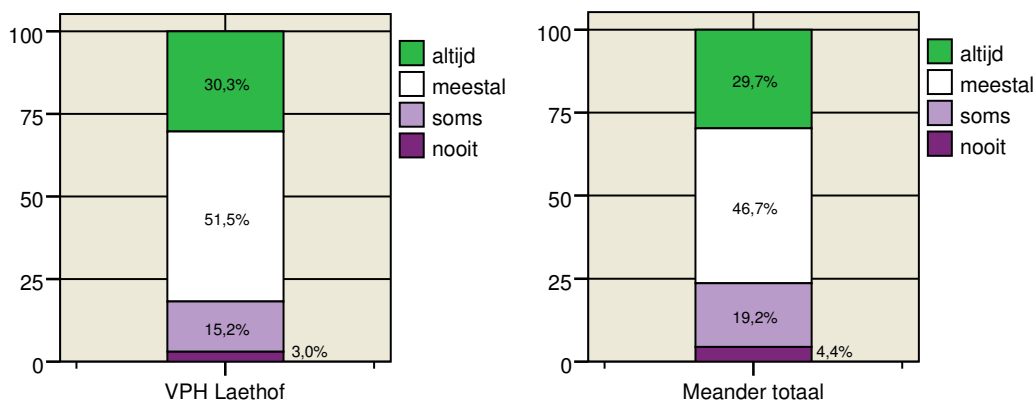 100
75
50
25
0
30,3%
51,5%
15,2%
3,0%
VPH Laethof
altijd
meestal
soms
nooit
100
75
50
25
0
29,7%
46,7%
19,2%
4,4%
Meander totaal
altijd
meestal
soms
nooit